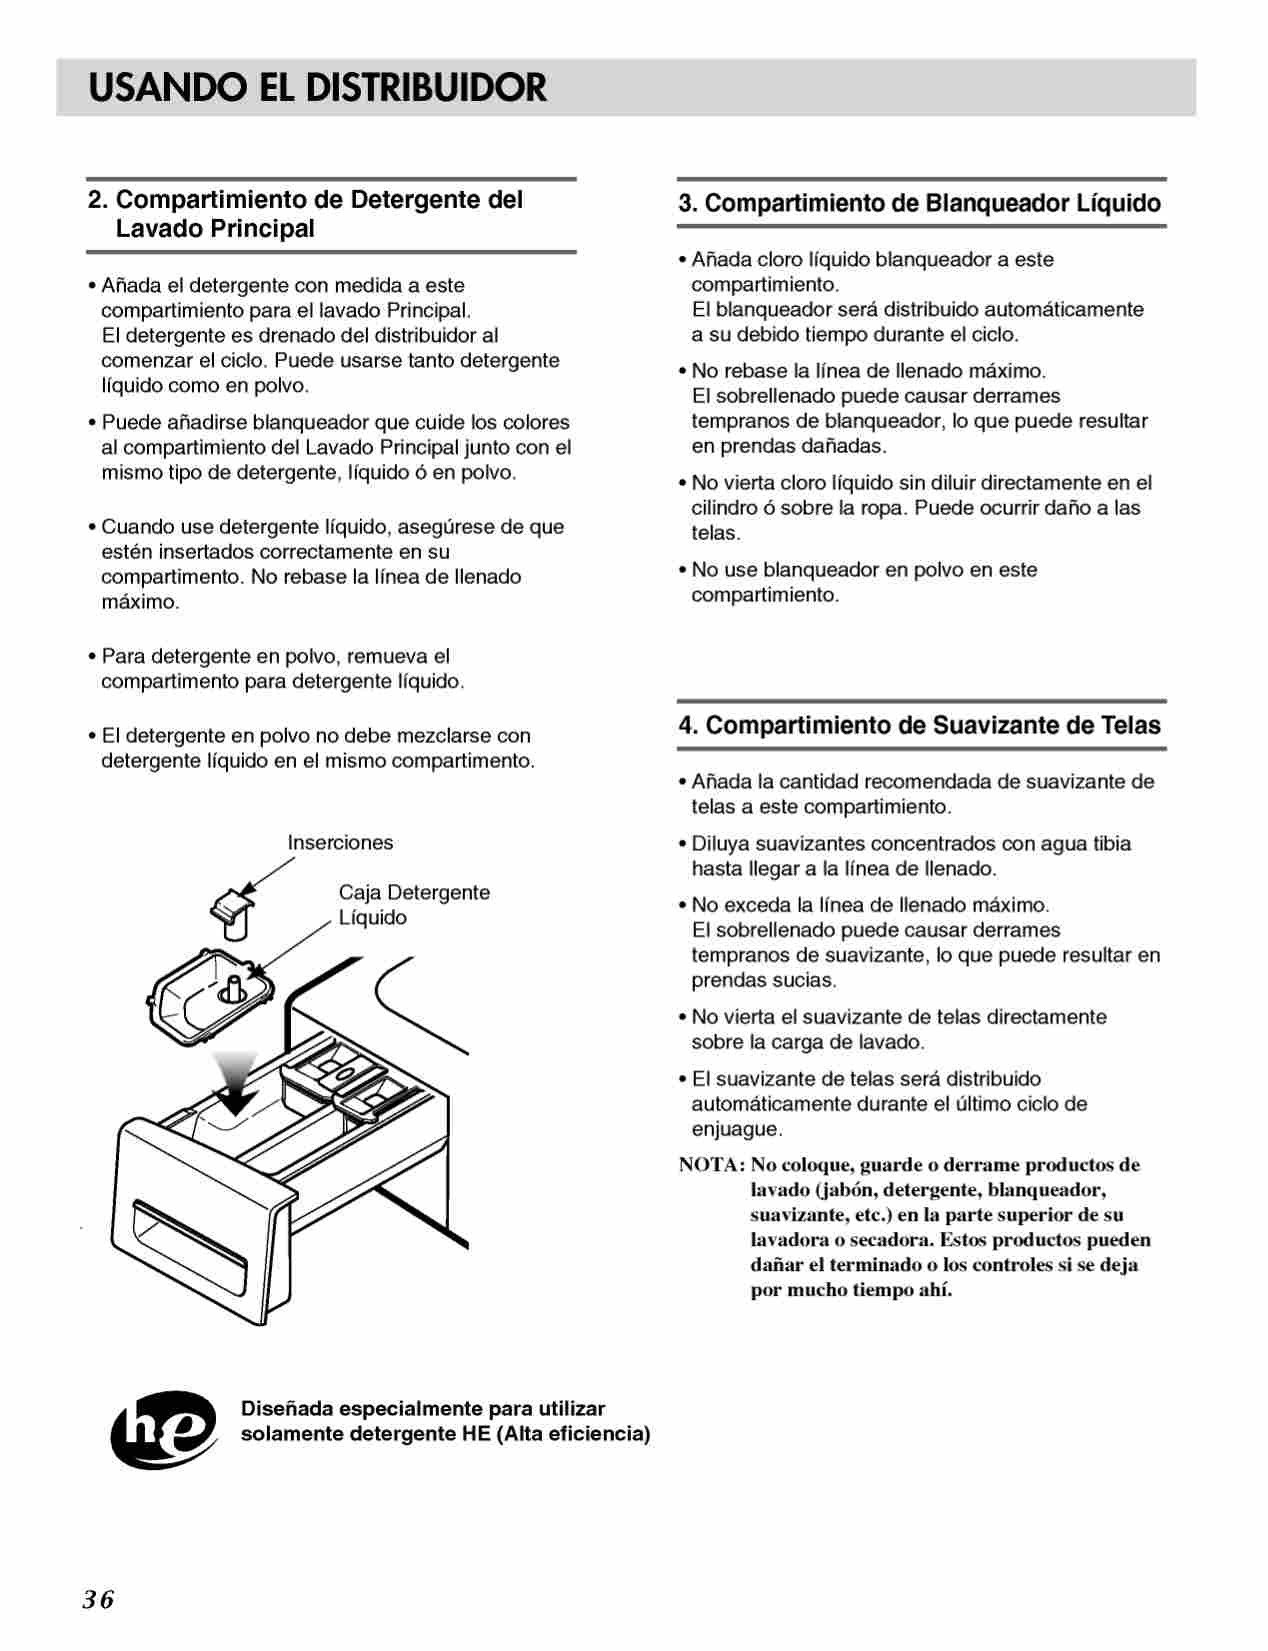 USANDO EL DISTRIBUIDOR
2. Compartimiento de Detergente del
Lavado Principal
• Añada el detergente con medida a este
compartimiento para el lavado Principal.
El detergente es drenado del distribuidor al
comenzar el ciclo. Puede usarse tanto detergente
líquido como en polvo.
• Puede añadirse blanqueador que cuide los colores
al compartimiento del Lavado Principal junto con el
mismo tipo de detergente, líquido ó en polvo.
• Cuando use detergente líquido, asegúrese de que
estén insertados correctamente en su
compartimento. No rebase la línea de llenado
máximo.
• Para detergente en polvo, remueva el
compartimento para detergente líquido.
• El detergente en polvo no debe mezclarse con
detergente líquido en el mismo compartimento.
Inserciones
Caja Detergente
Líquido
he
Diseñada especialmente para utilizar
solamente detergente HE (Alta eficiencia)
3. Compartimiento de Blanqueador Líquido
• Añada cloro líquido blanqueador a este
compartimiento.
El blanqueador será distribuido automáticamente
a su debido tiempo durante el ciclo.
• No rebase la línea de llenado máximo.
El sobrellenado puede causar derrames
tempranos de blanqueador, lo que puede resultar
en prendas dañadas.
• No vierta cloro líquido sin diluir directamente en el
cilindro ó sobre la ropa. Puede ocurrir daño a las
telas.
• No use blanqueador en polvo en este
compartimiento.
4. Compartimiento de Suavizante de Telas
• Añada la cantidad recomendada de suavizante de
telas a este compartimiento.
• Diluya suavizantes concentrados con agua tibia
hasta llegar a la línea de llenado.
• No exceda la línea de llenado máximo.
El sobrellenado puede causar derrames
tempranos de suavizante, lo que puede resultar en
prendas sucias.
• No vierta el suavizante de telas directamente
sobre la carga de lavado.
• El suavizante de telas será distribuido
automáticamente durante el último ciclo de
enjuague.
NOTA: No coloque, guarde o derrame productos de
lavado (jabón, detergente, blanqueador,
suavizante, etc.) en la parte superior de su
lavadora o secadora. Estos productos pueden
dañar el terminado o los controles si se deja
por mucho tiempo ahí.
36